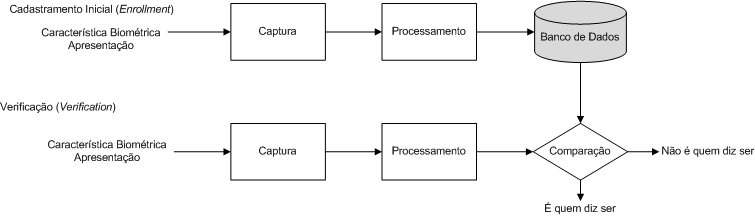 Cadastramento Inicial (Enrollment)
Característica Biométrica
Apresentação
Captura
Processamento
Banco de Dados
Verificação (Verification)
Característica Biométrica
Apresentação
Captura
Processamento
Comparação
Não é quem diz ser
É quem diz ser